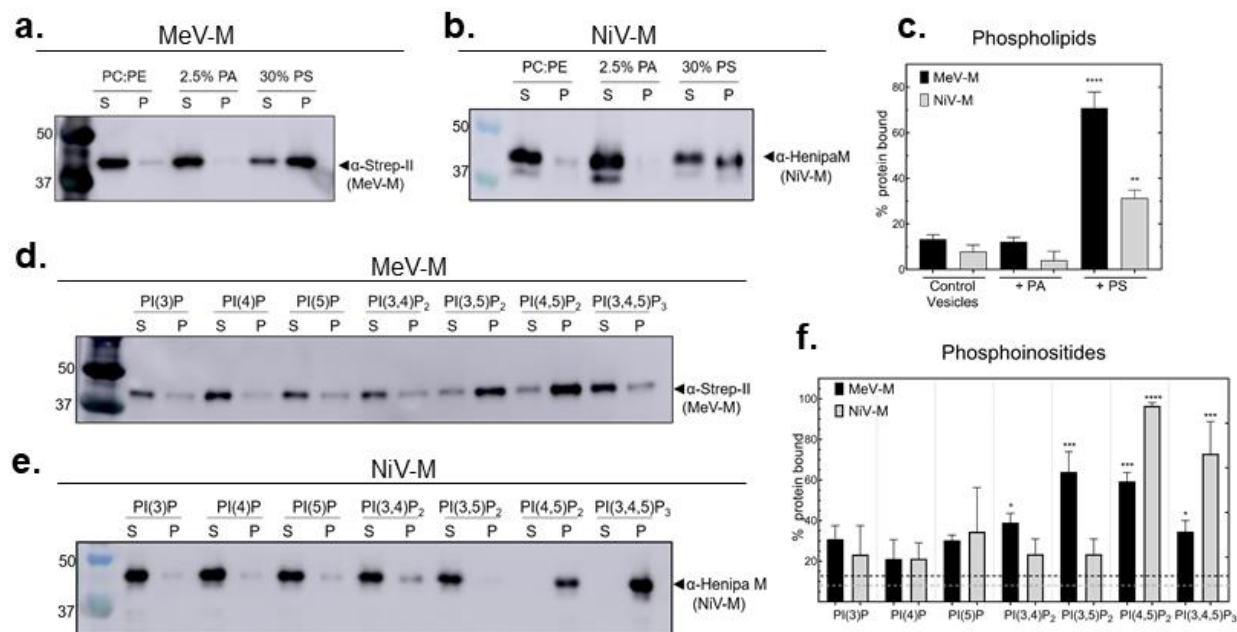 a.
MeV-M
PC:PE 2.5% PA 30% PS
S P S P S P
50
37
◄α-Strep-II
(MeV-M)
b.
NiV-M
PC:PE 2.5% PA 30% PS
S P S P S P
50
37
◄α-HenipaM
(NiV-M)
c.
Phospholipids
MeV-M
NiV-M
% protein bound
80
60
40
20
0
****
**
Control
Vesicles
+ PA
+ PS
d.
MeV-M
PI(3)P PI(4)P PI(5)P PI(3,4)P₂ PI(3,5)P₂ PI(4,5)P₂ PI(3,4,5)P₃
S P S P S P S P S P S P S P
50
37
◄α-Strep-II
(MeV-M)
e.
NiV-M
PI(3)P PI(4)P PI(5)P PI(3,4)P₂ PI(3,5)P₂ PI(4,5)P₂ PI(3,4,5)P₃
S P S P S P S P S P S P S P
50
37
◄α-Henipa M
(NiV-M)
f.
Phosphoinositides
MeV-M
NiV-M
% protein bound
100
80
60
40
20
* *** *** **** * ***
PI(3)P PI(4)P PI(5)P PI(3,4)P₂ PI(3,5)P₂ PI(4,5)P₂ PI(3,4,5)P₃